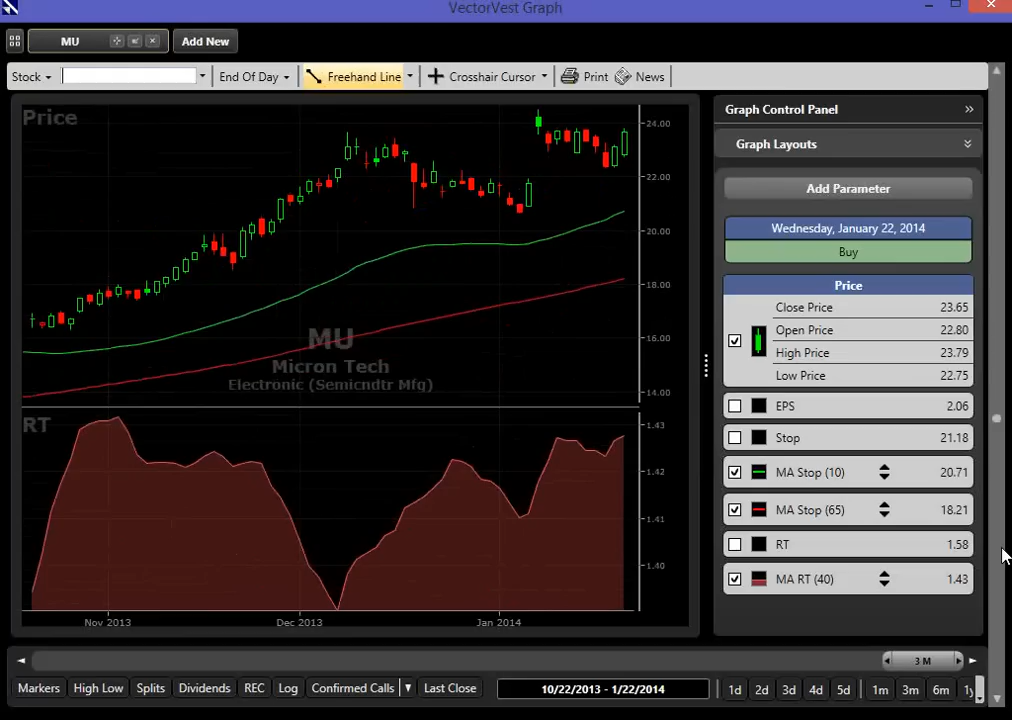 VectorVest Graph
MU
Add New
Stock
End Of Day
Freehand Line
Crosshair Cursor
Print
News
Price
24.00
22.00
20.00
18.00
16.00
14.00
MU
Micron Tech
Electronic (Semicndtr Mfg)
RT
1.43
1.42
1.41
1.40
Nov 2013
Dec 2013
Jan 2014
Graph Control Panel
Graph Layouts
Add Parameter
Wednesday, January 22, 2014
Buy
Price
Close Price 23.65
Open Price 22.80
High Price 23.79
Low Price 22.75
EPS 2.06
Stop 21.18
MA Stop (10) 20.71
MA Stop (65) 18.21
RT 1.58
MA RT (40) 1.43
3 M
Markers
High Low
Splits
Dividends
REC
Log
Confirmed Calls
Last Close
10/22/2013 - 1/22/2014
1d
2d
3d
4d
5d
1m
3m
6m